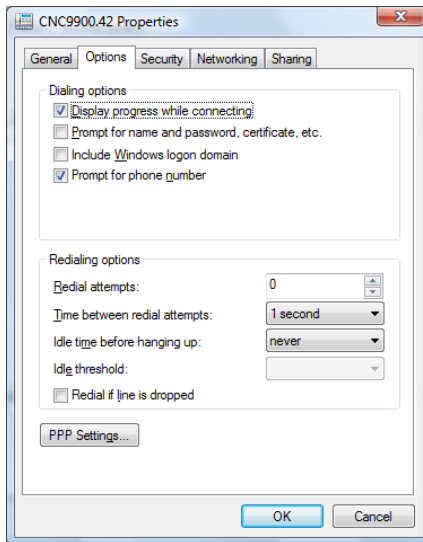 CNC9900.42 Properties
General Options Security Networking Sharing
Dialing options
Display progress while connecting
Prompt for name and password, certificate, etc.
Include Windows logon domain
Prompt for phone number
Redialing options
Redial attempts: 0
Time between redial attempts: 1 second
Idle time before hanging up: never
Idle threshold:
Redial if line is dropped
PPP Settings...
OK Cancel